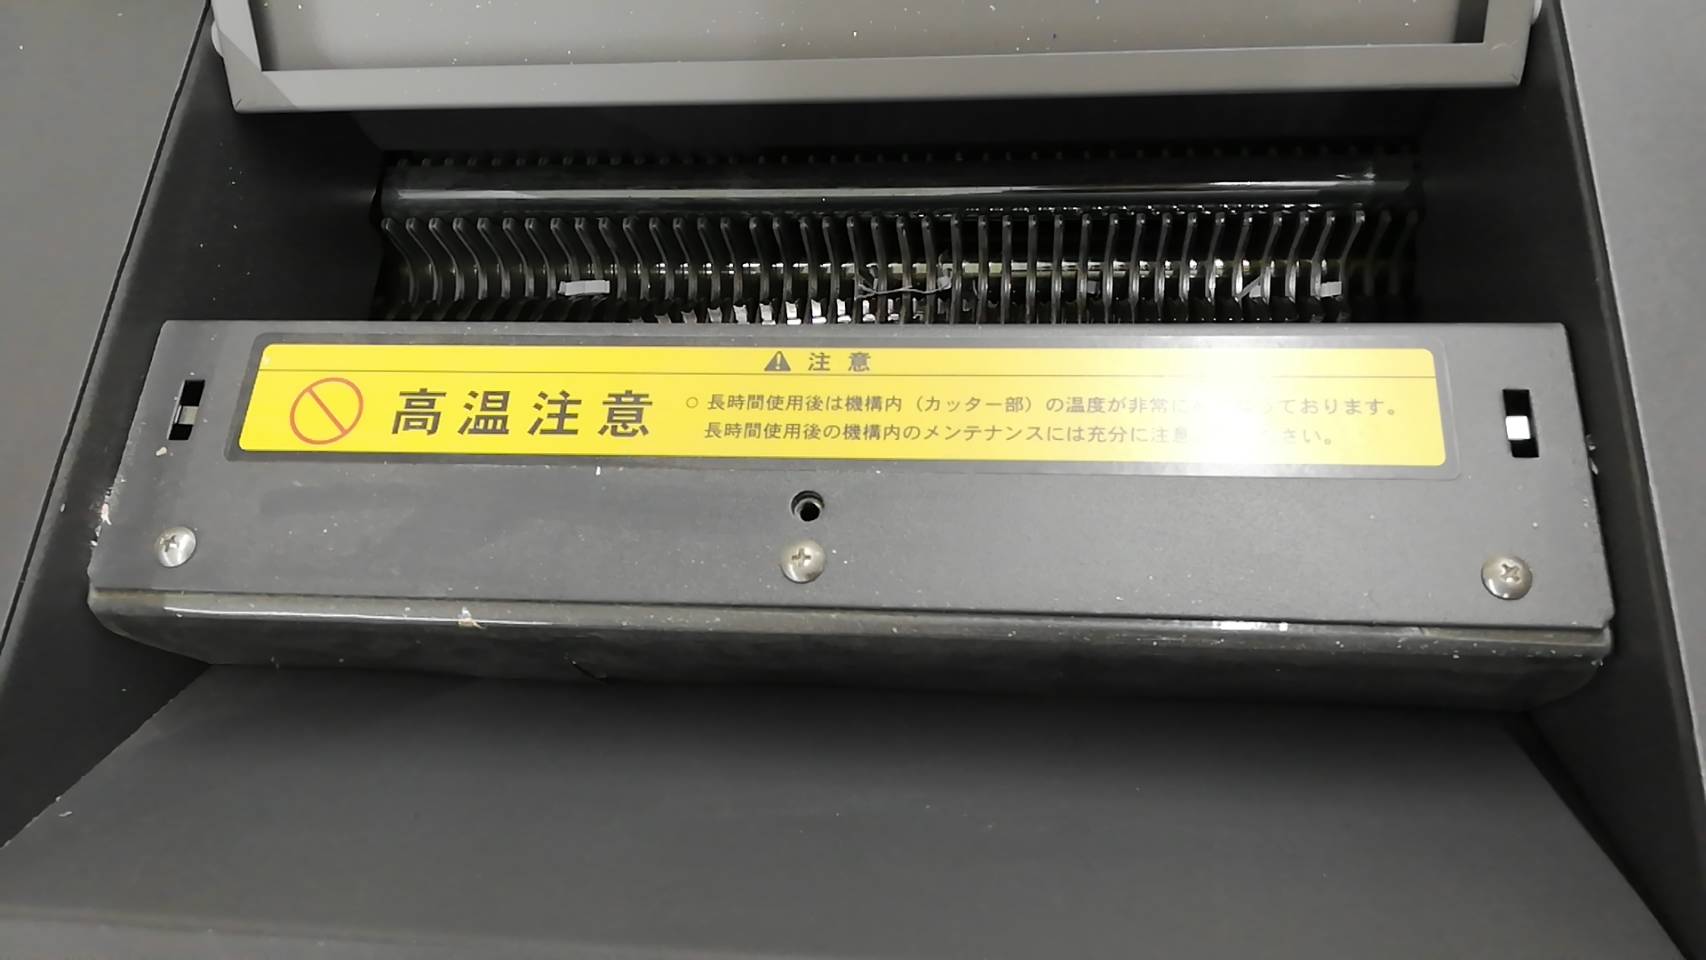 ⚠ 注意
高温注意
○ 長時間使用後は機構内（カッター部）の温度が非常に っております。
長時間使用後の機構内のメンテナンスには充分に注意 さい。